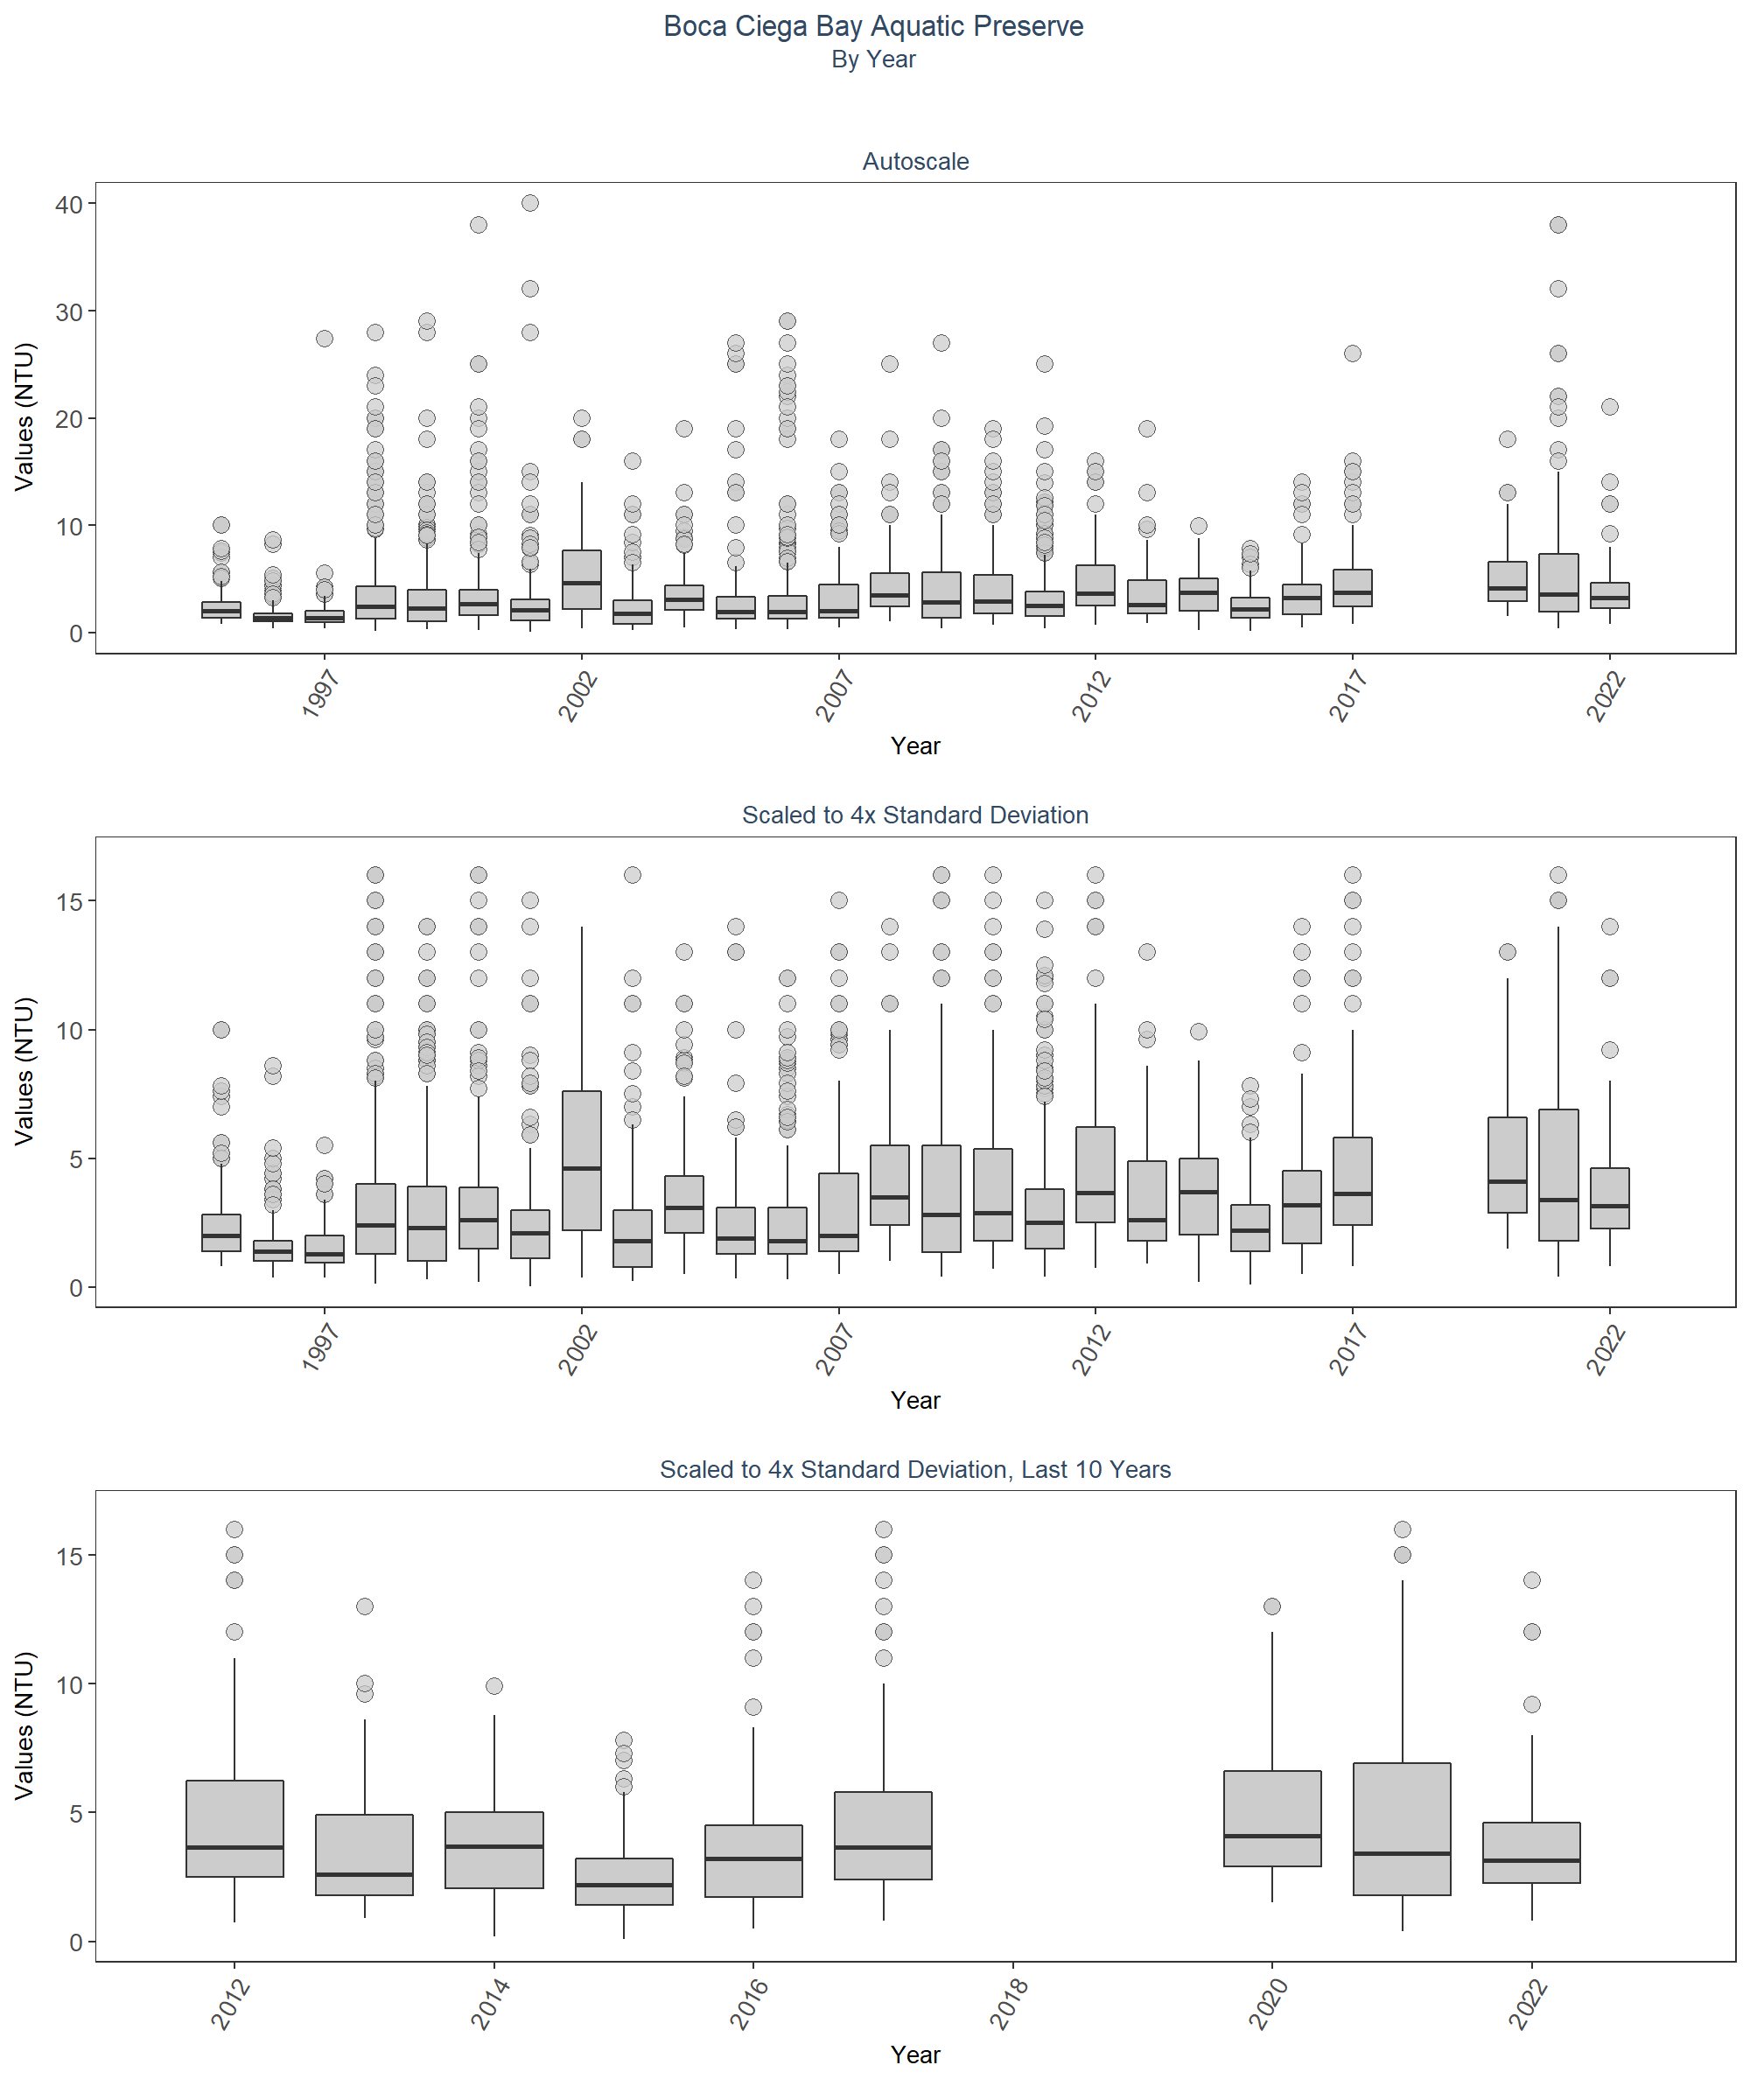 Boca Ciega Bay Aquatic Preserve
By Year
Autoscale
Values (NTU)
40
30
20
10
0
1997
2002
2007
2012
2017
2022
Year
Scaled to 4x Standard Deviation
Values (NTU)
15
10
5
0
1997
2002
2007
2012
2017
2022
Year
Scaled to 4x Standard Deviation, Last 10 Years
Values (NTU)
15
10
5
0
2012
2014
2016
2018
2020
2022
Year